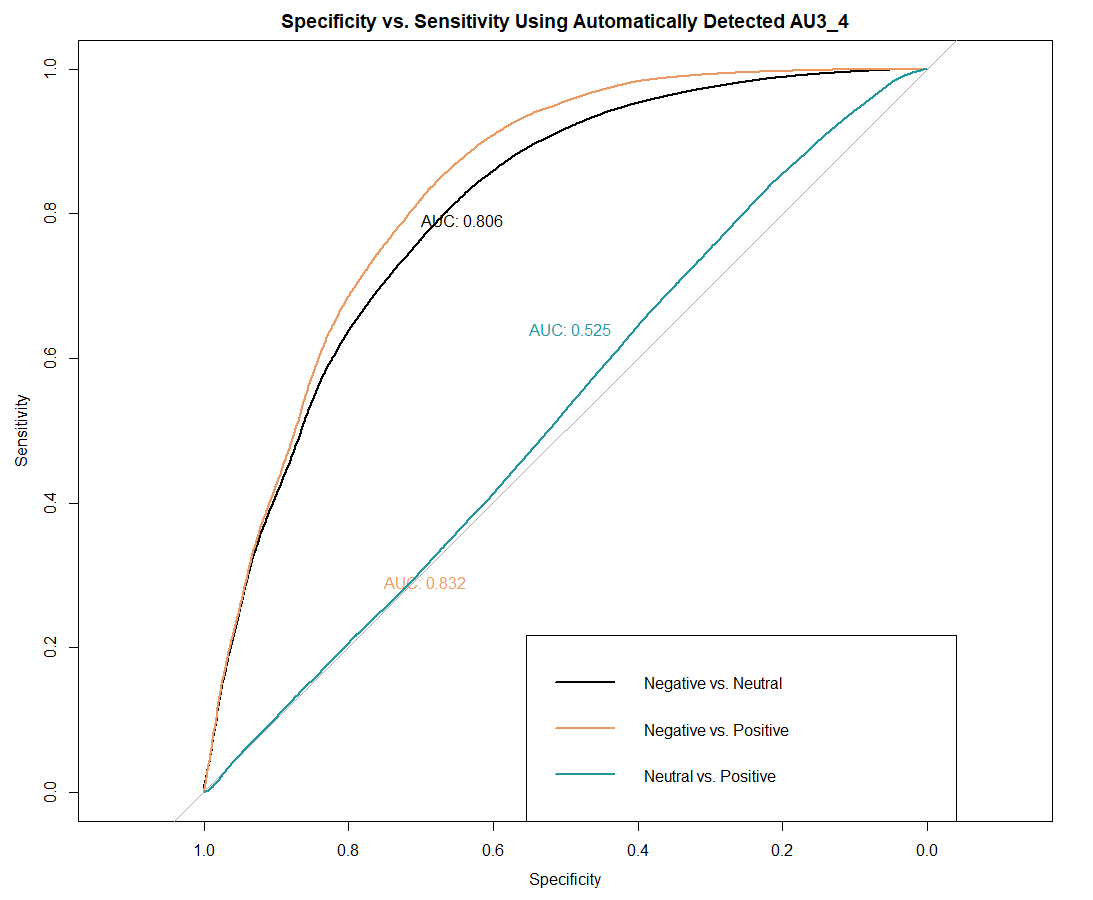 Specificity vs. Sensitivity Using Automatically Detected AU3_4
1.0
0.8
0.6
0.4
0.2
0.0
Sensitivity
AUC: 0.806
AUC: 0.525
AUC: 0.832
Negative vs. Neutral
Negative vs. Positive
Neutral vs. Positive
1.0
0.8
0.6
0.4
0.2
0.0
Specificity